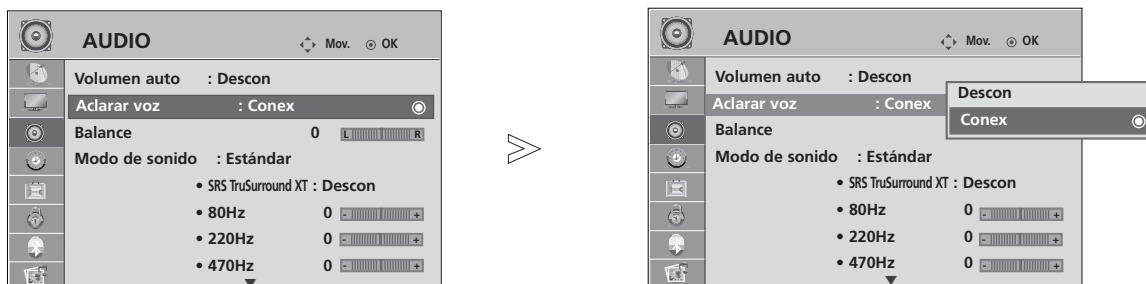 AUDIO
Mov. OK
Volumen auto : Descon
Aclarar voz : Conex
Balance 0 L R
Modo de sonido : Estándar
• SRS TruSurround XT : Descon
• 80Hz 0 - +
• 220Hz 0 - +
• 470Hz 0 - +
AUDIO
Mov. OK
Volumen auto : Descon
Aclarar voz : Conex
Descon
Conex
Balance
Modo de sonido : Estándar
• SRS TruSurround XT : Descon
• 80Hz 0 - +
• 220Hz 0 - +
• 470Hz 0 - +